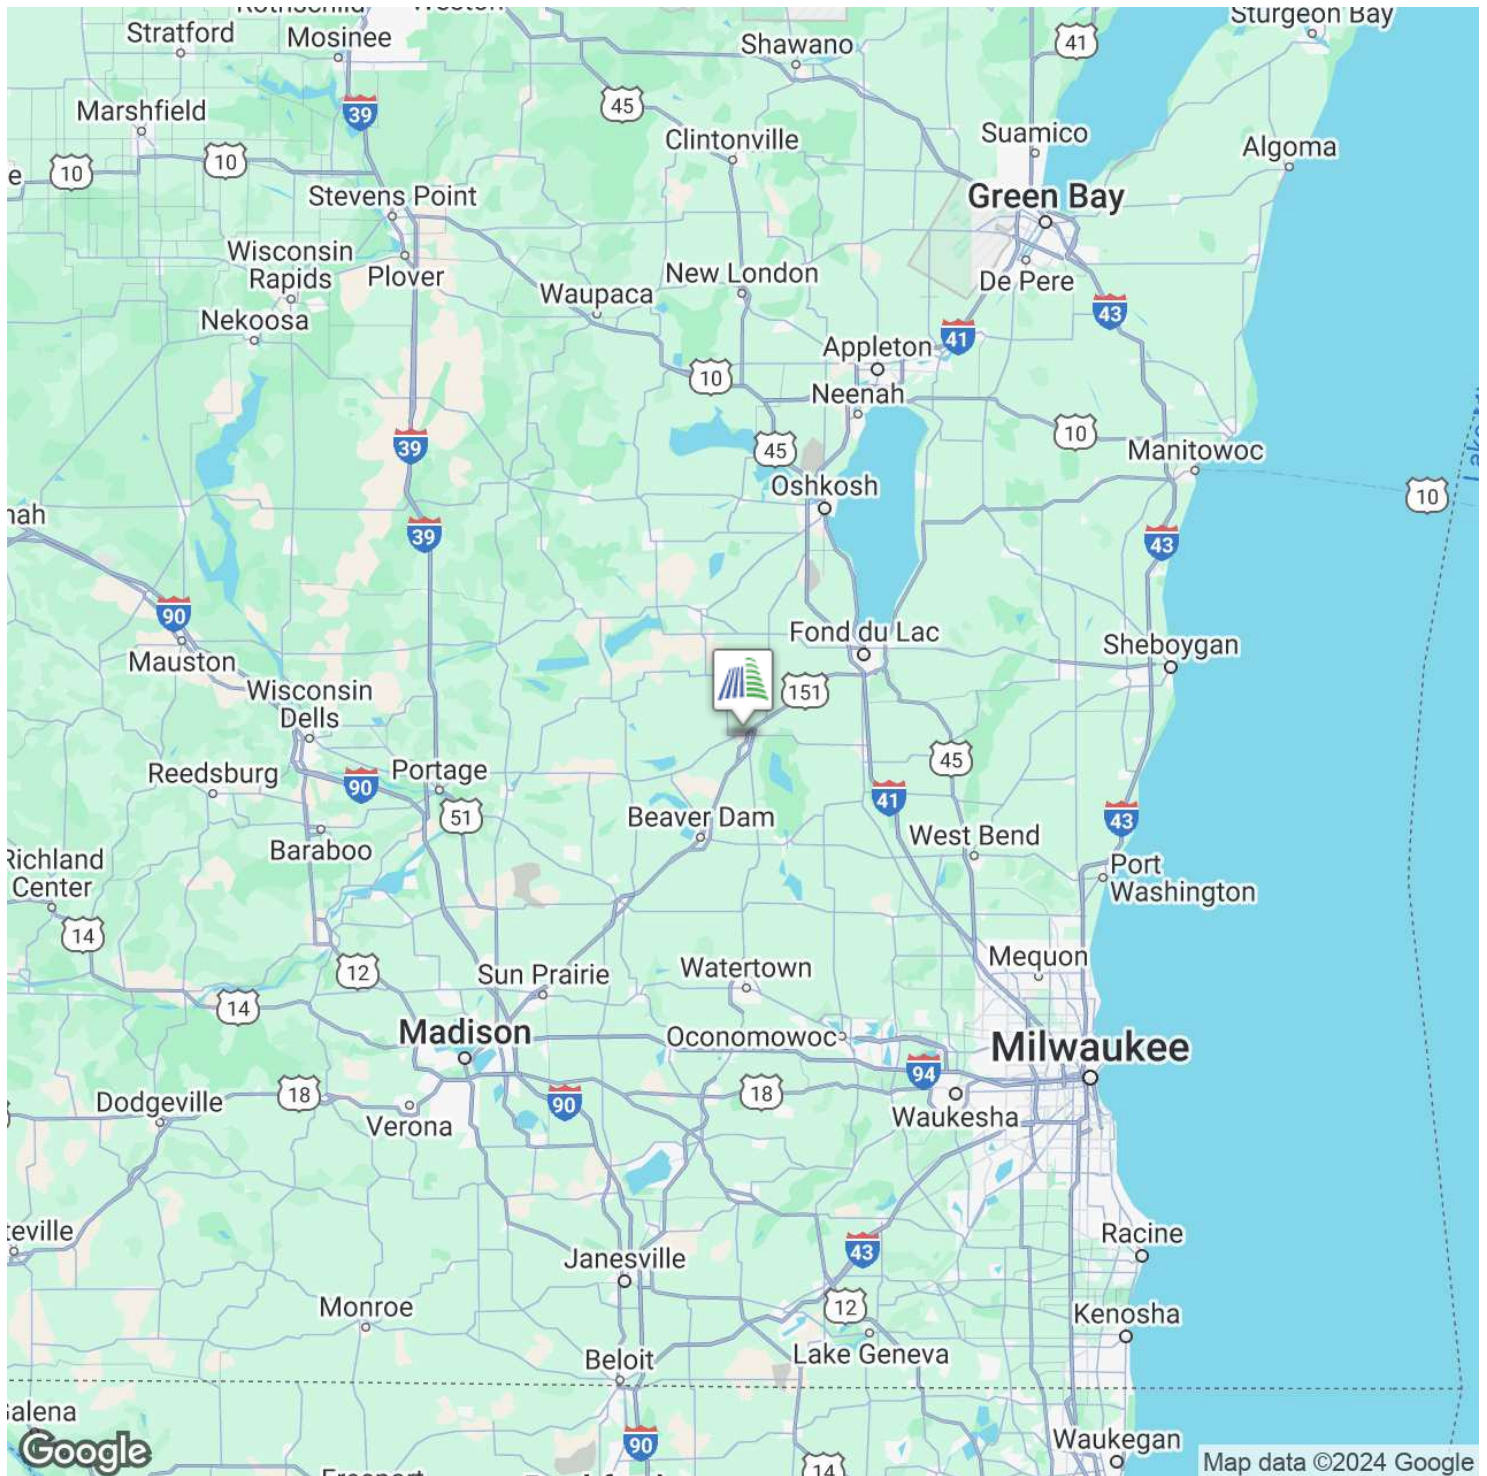 Stratford
Mosinee
Shawano
41
Sturgeon Bay
Marshfield
39
45
Clintonville
Suamico
Algoma
10
10
e
Stevens Point
Green Bay
Wisconsin
Rapids
Plover
New London
De Pere
Waupaca
Nekoosa
43
41
Appleton
10
Neenah
39
45
10
Manitowoc
Oshkosh
10
nah
39
43
90
Fond du Lac
Sheboygan
Mauston
Wisconsin
Dells
151
Reedsburg
90
Portage
45
51
41
Beaver Dam
43
Baraboo
West Bend
Richland
Center
Port
Washington
14
12
Sun Prairie
Watertown
Mequon
14
Madison
Oconomowoc
Milwaukee
94
18
90
18
Dodgeville
Verona
Waukesha
teville
Janesville
43
Racine
Monroe
12
Kenosha
Beloit
Lake Geneva
Galena
90
Waukegan
Google
14
Map data ©2024 Google